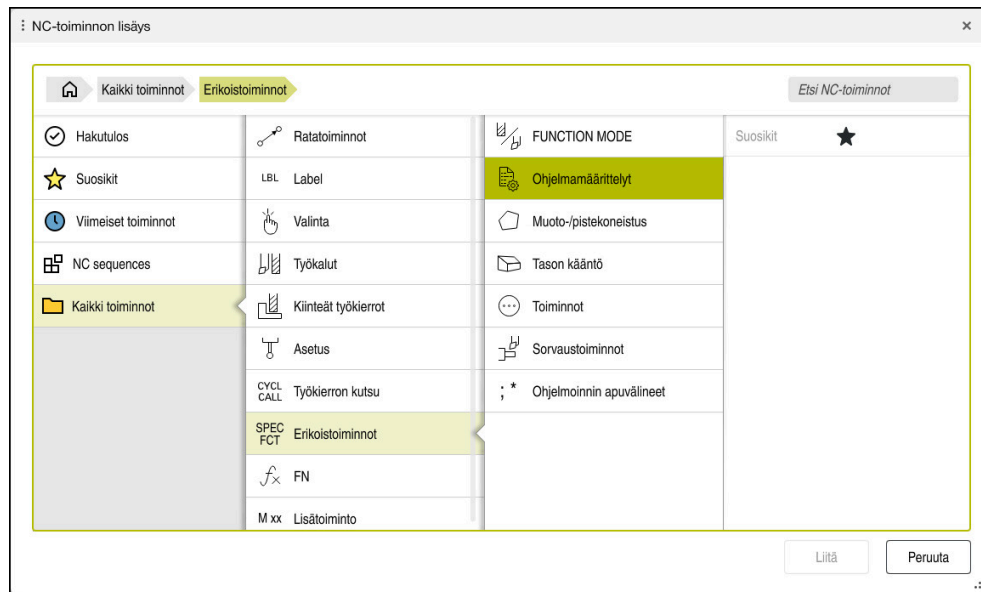 NC-toiminnon lisäys
Kaikki toiminnot
Erikoistoiminnot
Etsi NC-toiminnot
Hakutulos
Suosikit
Viimeiset toiminnot
NC sequences
Kaikki toiminnot
Ratatoiminnot
LBL Label
Valinta
Työkalut
Kiinteät työkierrot
Asetus
CYCL
CALL Työkierron kutsu
SPEC
FCT Erikoistoiminnot
fx FN
M xx Lisätoiminto
FUNCTION MODE
Ohjelmamäärittelyt
Muoto-/pistekoneistus
Tason kääntö
Toiminnot
Sorvaustoiminnot
; * Ohjelmoinnin apuvälineet
Suosikit
Liitä
Peruuta